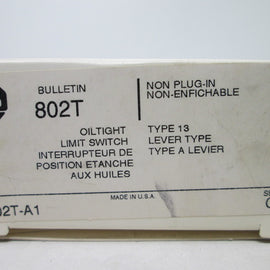 BULLETIN
802T
NON PLUG-IN
NON-ENFICHABLE
OILTIGHT
LIMIT SWITCH
INTERRUPTEUR DE
POSITION ETANCHE
AUX HUILES
TYPE 13
LEVER TYPE
TYPE A LEVIER
MADE IN U.S.A.
02T-A1